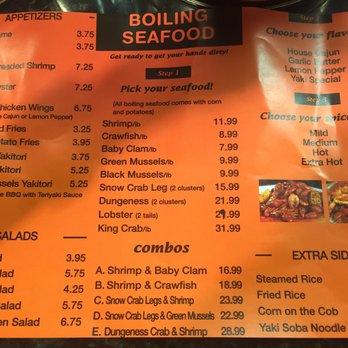 APPETIZERS
3.75
3.75
Shrimp 7.25
7.25
Chicken Wings 6.75
Cajun or Lemon Pepper)
Fries 3.25
Fries 3.95
Yakitori 3.75
Yakitori 5.25
Yakitori 5.25
BBQ with Teriyaki Sauce
SALADS
3.95
5.75
4.25
5.75
Salad 6.75
BOILING
SEAFOOD
Get ready to get your hands dirty!
Step 1
Pick your seafood!
(All boiling seafood comes with corn
and potatoes)
Shrimp/lb 11.99
Crawfish/lb 8.99
Baby Clam/lb 7.99
Green Mussels/lb 9.99
Black Mussels/lb 9.99
Snow Crab Leg (2 clusters) 15.99
Dungeness (2 clusters) 21.99
Lobster (2 tails) 21.99
King Crab/lb 31.99
combos
A. Shrimp & Baby Clam 16.99
B. Shrimp & Crawfish 18.99
C. Snow Crab Legs & Shrimp 23.99
D. Snow Crab Legs & Green Mussels 22.99
E. Dungeness Crab & Shrimp 28.99
Step 2
Choose your flav
House Cajun
Garlic Butter
Lemon Pepper
Yaki Special
Choose your spice
Mild
Medium
Hot
Extra Hot
EXTRA SID
Steamed Rice
Fried Rice
Corn on the Cob
Yaki Soba Noodle